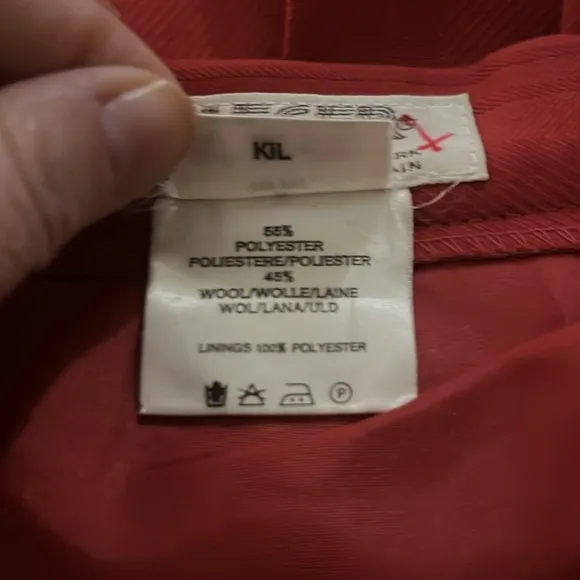 KIL
55%
POLYESTER
POLIESTERE/POLIESTER
45%
WOOL/WOLLE/LAINE
WOL/LANA/ULD
LININGS 100% POLYESTER
P